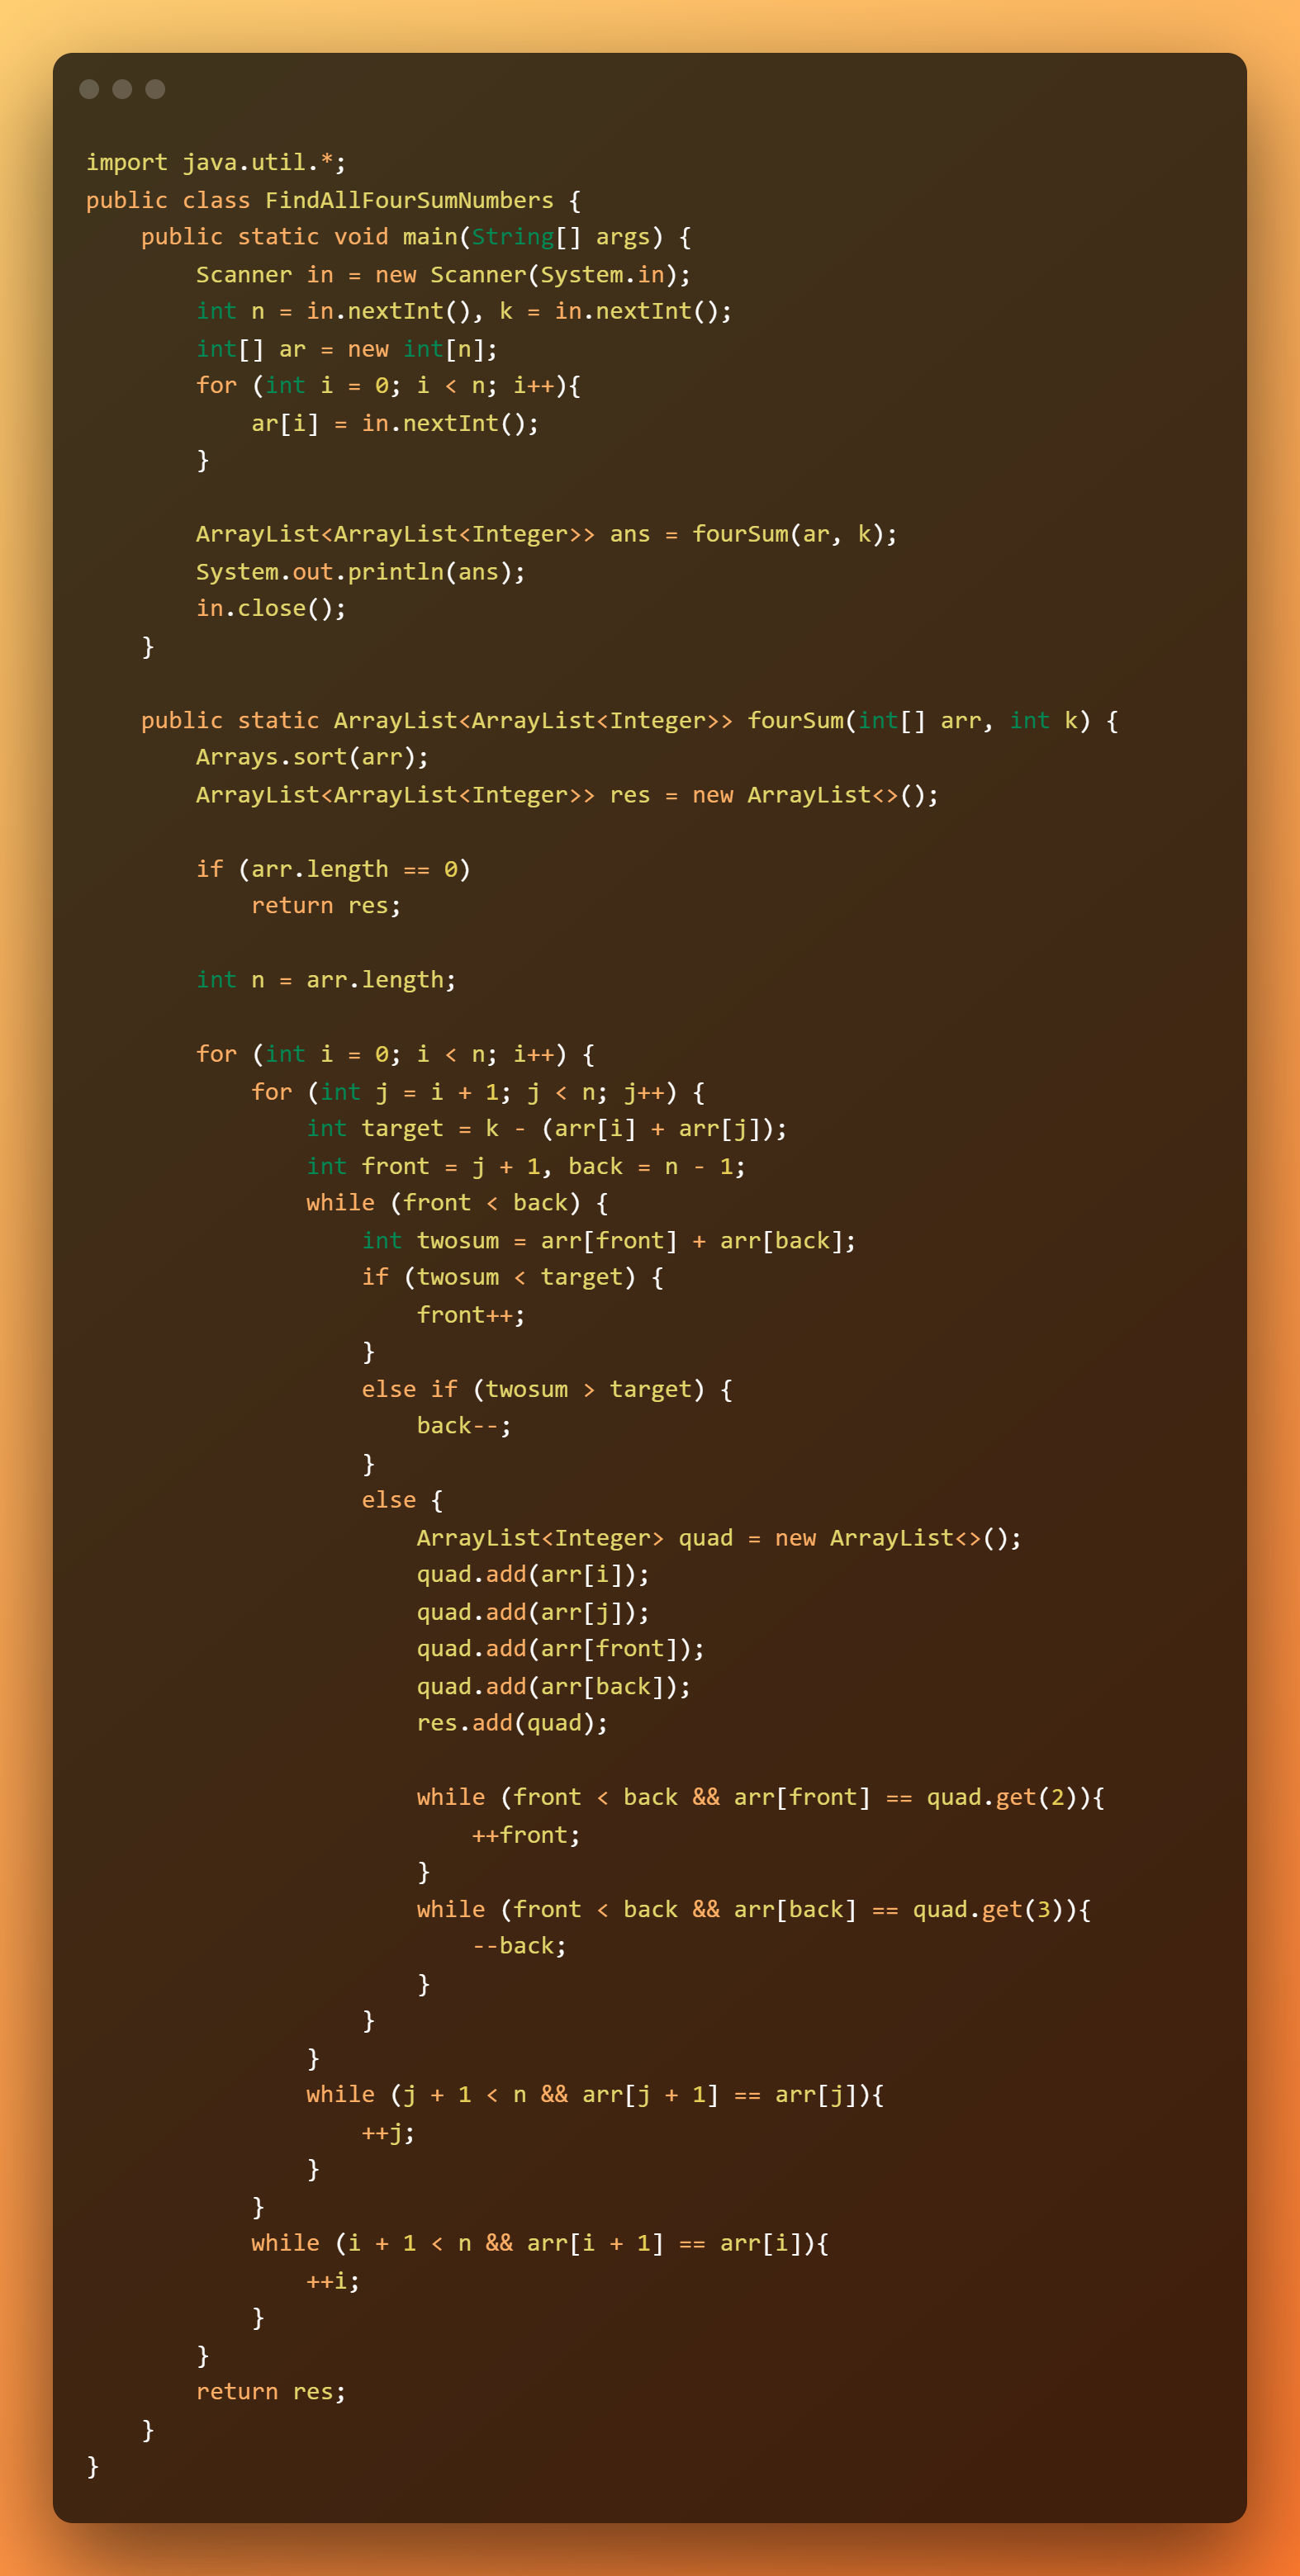 import java.util.*;
public class FindAllFourSumNumbers {
    public static void main(String[] args) {
        Scanner in = new Scanner(System.in);
        int n = in.nextInt(), k = in.nextInt();
        int[] ar = new int[n];
        for (int i = 0; i < n; i++){
            ar[i] = in.nextInt();
        }

        ArrayList<ArrayList<Integer>> ans = fourSum(ar, k);
        System.out.println(ans);
        in.close();
    }

    public static ArrayList<ArrayList<Integer>> fourSum(int[] arr, int k) {
        Arrays.sort(arr);
        ArrayList<ArrayList<Integer>> res = new ArrayList<>();

        if (arr.length == 0)
            return res;

        int n = arr.length;

        for (int i = 0; i < n; i++) {
            for (int j = i + 1; j < n; j++) {
                int target = k - (arr[i] + arr[j]);
                int front = j + 1, back = n - 1;
                while (front < back) {
                    int twosum = arr[front] + arr[back];
                    if (twosum < target) {
                        front++;
                    }
                    else if (twosum > target) {
                        back--;
                    }
                    else {
                        ArrayList<Integer> quad = new ArrayList<>();
                        quad.add(arr[i]);
                        quad.add(arr[j]);
                        quad.add(arr[front]);
                        quad.add(arr[back]);
                        res.add(quad);

                        while (front < back && arr[front] == quad.get(2)){
                            ++front;
                        }
                        while (front < back && arr[back] == quad.get(3)){
                            --back;
                        }
                    }
                }
                while (j + 1 < n && arr[j + 1] == arr[j]){
                    ++j;
                }
            }
            while (i + 1 < n && arr[i + 1] == arr[i]){
                ++i;
            }
        }
        return res;
    }
}